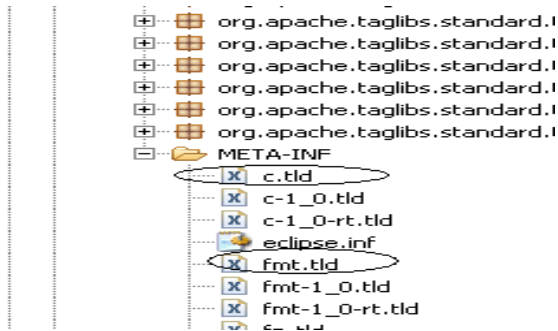 org.apache.taglibs.standard.
org.apache.taglibs.standard.
org.apache.taglibs.standard.
org.apache.taglibs.standard.
org.apache.taglibs.standard.
org.apache.taglibs.standard.
META-INF
c.tld
c-1_0.tld
c-1_0-rt.tld
eclipse.inf
fmt.tld
fmt-1_0.tld
fmt-1_0-rt.tld